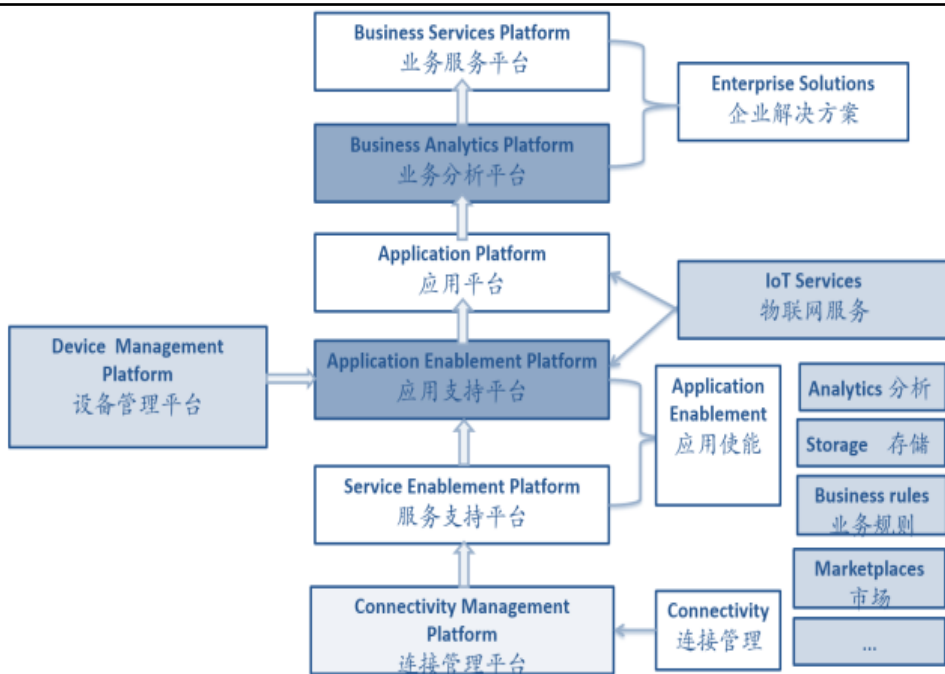 Business Services Platform
业务服务平台
Enterprise Solutions
企业解决方案
Business Analytics Platform
业务分析平台
Application Platform
应用平台
IoT Services
物联网服务
Device Management
Platform
设备管理平台
Application Enablement Platform
应用支持平台
Application
Enablement
应用使能
Analytics 分析
Storage 存储
Service Enablement Platform
服务支持平台
Business rules
业务规则
Marketplaces
市场
Connectivity Management
Platform
连接管理平台
Connectivity
连接管理
...